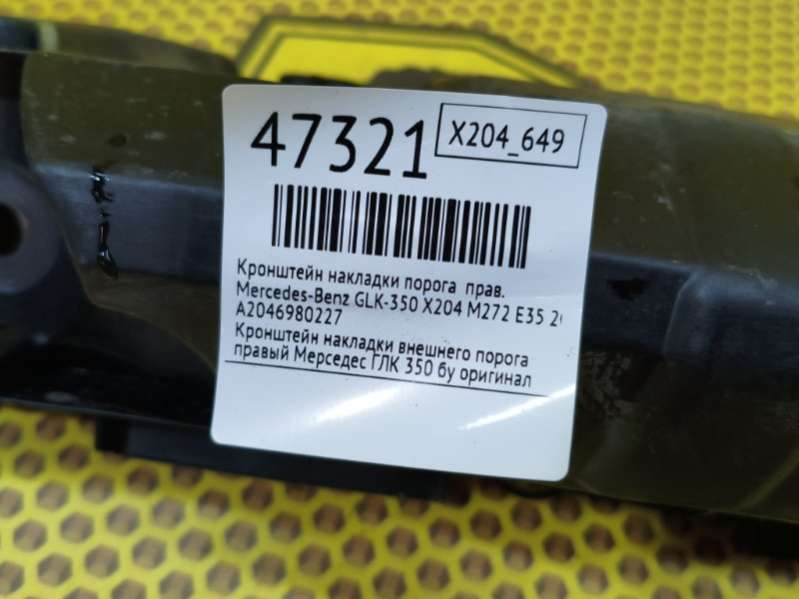 47321
X204_649
Кронштейн накладки порога прав.
Mercedes-Benz GLK-350 X204 M272 E35
A2046980227
Кронштейн накладки внешнего порога
правый Мерседес ГЛК 350 бу оригинал